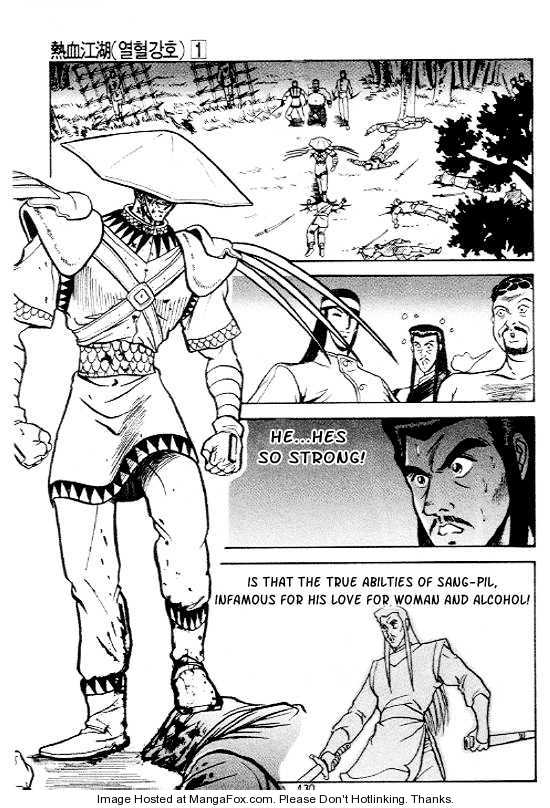 熱血江湖(열혈강호) 1
HE...HES
SO STRONG!
IS THAT THE TRUE ABILTIES OF SANG-PIL,
INFAMOUS FOR HIS LOVE FOR WOMAN AND ALCOHOL!
130
Image Hosted at MangaFox.com. Please Don't Hotlinking. Thanks.